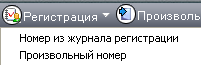 Регистрация Произволь
Номер из журнала регистрации
Произвольный номер